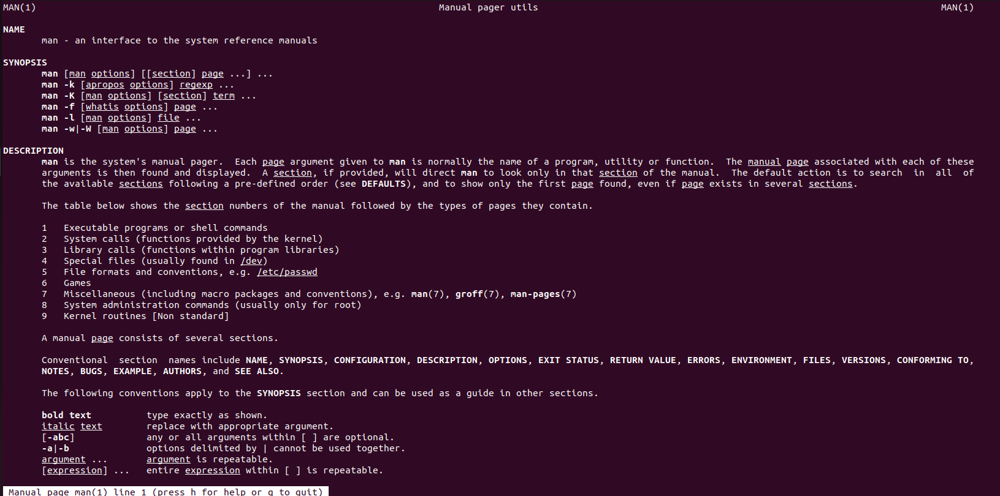 MAN(1) Manual pager utils MAN(1)
NAME
man - an interface to the system reference manuals
SYNOPSIS
man [man options] [[section] page ...] ...
man -k [apropos options] regexp ...
man -K [man options] [section] term ...
man -f [whatis options] page ...
man -l [man options] file ...
man -w|-W [man options] page ...
DESCRIPTION
man is the system's manual pager. Each page argument given to man is normally the name of a program, utility or function. The manual page associated with each of these
arguments is then found and displayed. A section, if provided, will direct man to look only in that section of the manual. The default action is to search in all of
the available sections following a pre-defined order (see DEFAULTS), and to show only the first page found, even if page exists in several sections.
The table below shows the section numbers of the manual followed by the types of pages they contain.
1 Executable programs or shell commands
2 System calls (functions provided by the kernel)
3 Library calls (functions within program libraries)
4 Special files (usually found in /dev)
5 File formats and conventions, e.g. /etc/passwd
6 Games
7 Miscellaneous (including macro packages and conventions), e.g. man(7), groff(7), man-pages(7)
8 System administration commands (usually only for root)
9 Kernel routines [Non standard]
A manual page consists of several sections.
Conventional section names include NAME, SYNOPSIS, CONFIGURATION, DESCRIPTION, OPTIONS, EXIT STATUS, RETURN VALUE, ERRORS, ENVIRONMENT, FILES, VERSIONS, CONFORMING TO,
NOTES, BUGS, EXAMPLE, AUTHORS, and SEE ALSO.
The following conventions apply to the SYNOPSIS section and can be used as a guide in other sections.
bold text type exactly as shown.
italic text replace with appropriate argument.
[-abc] any or all arguments within [ ] are optional.
-a|-b options delimited by | cannot be used together.
argument ... argument is repeatable.
[expression] ... entire expression within [ ] is repeatable.
Manual page man(1) line 1 (press h for help or q to quit)